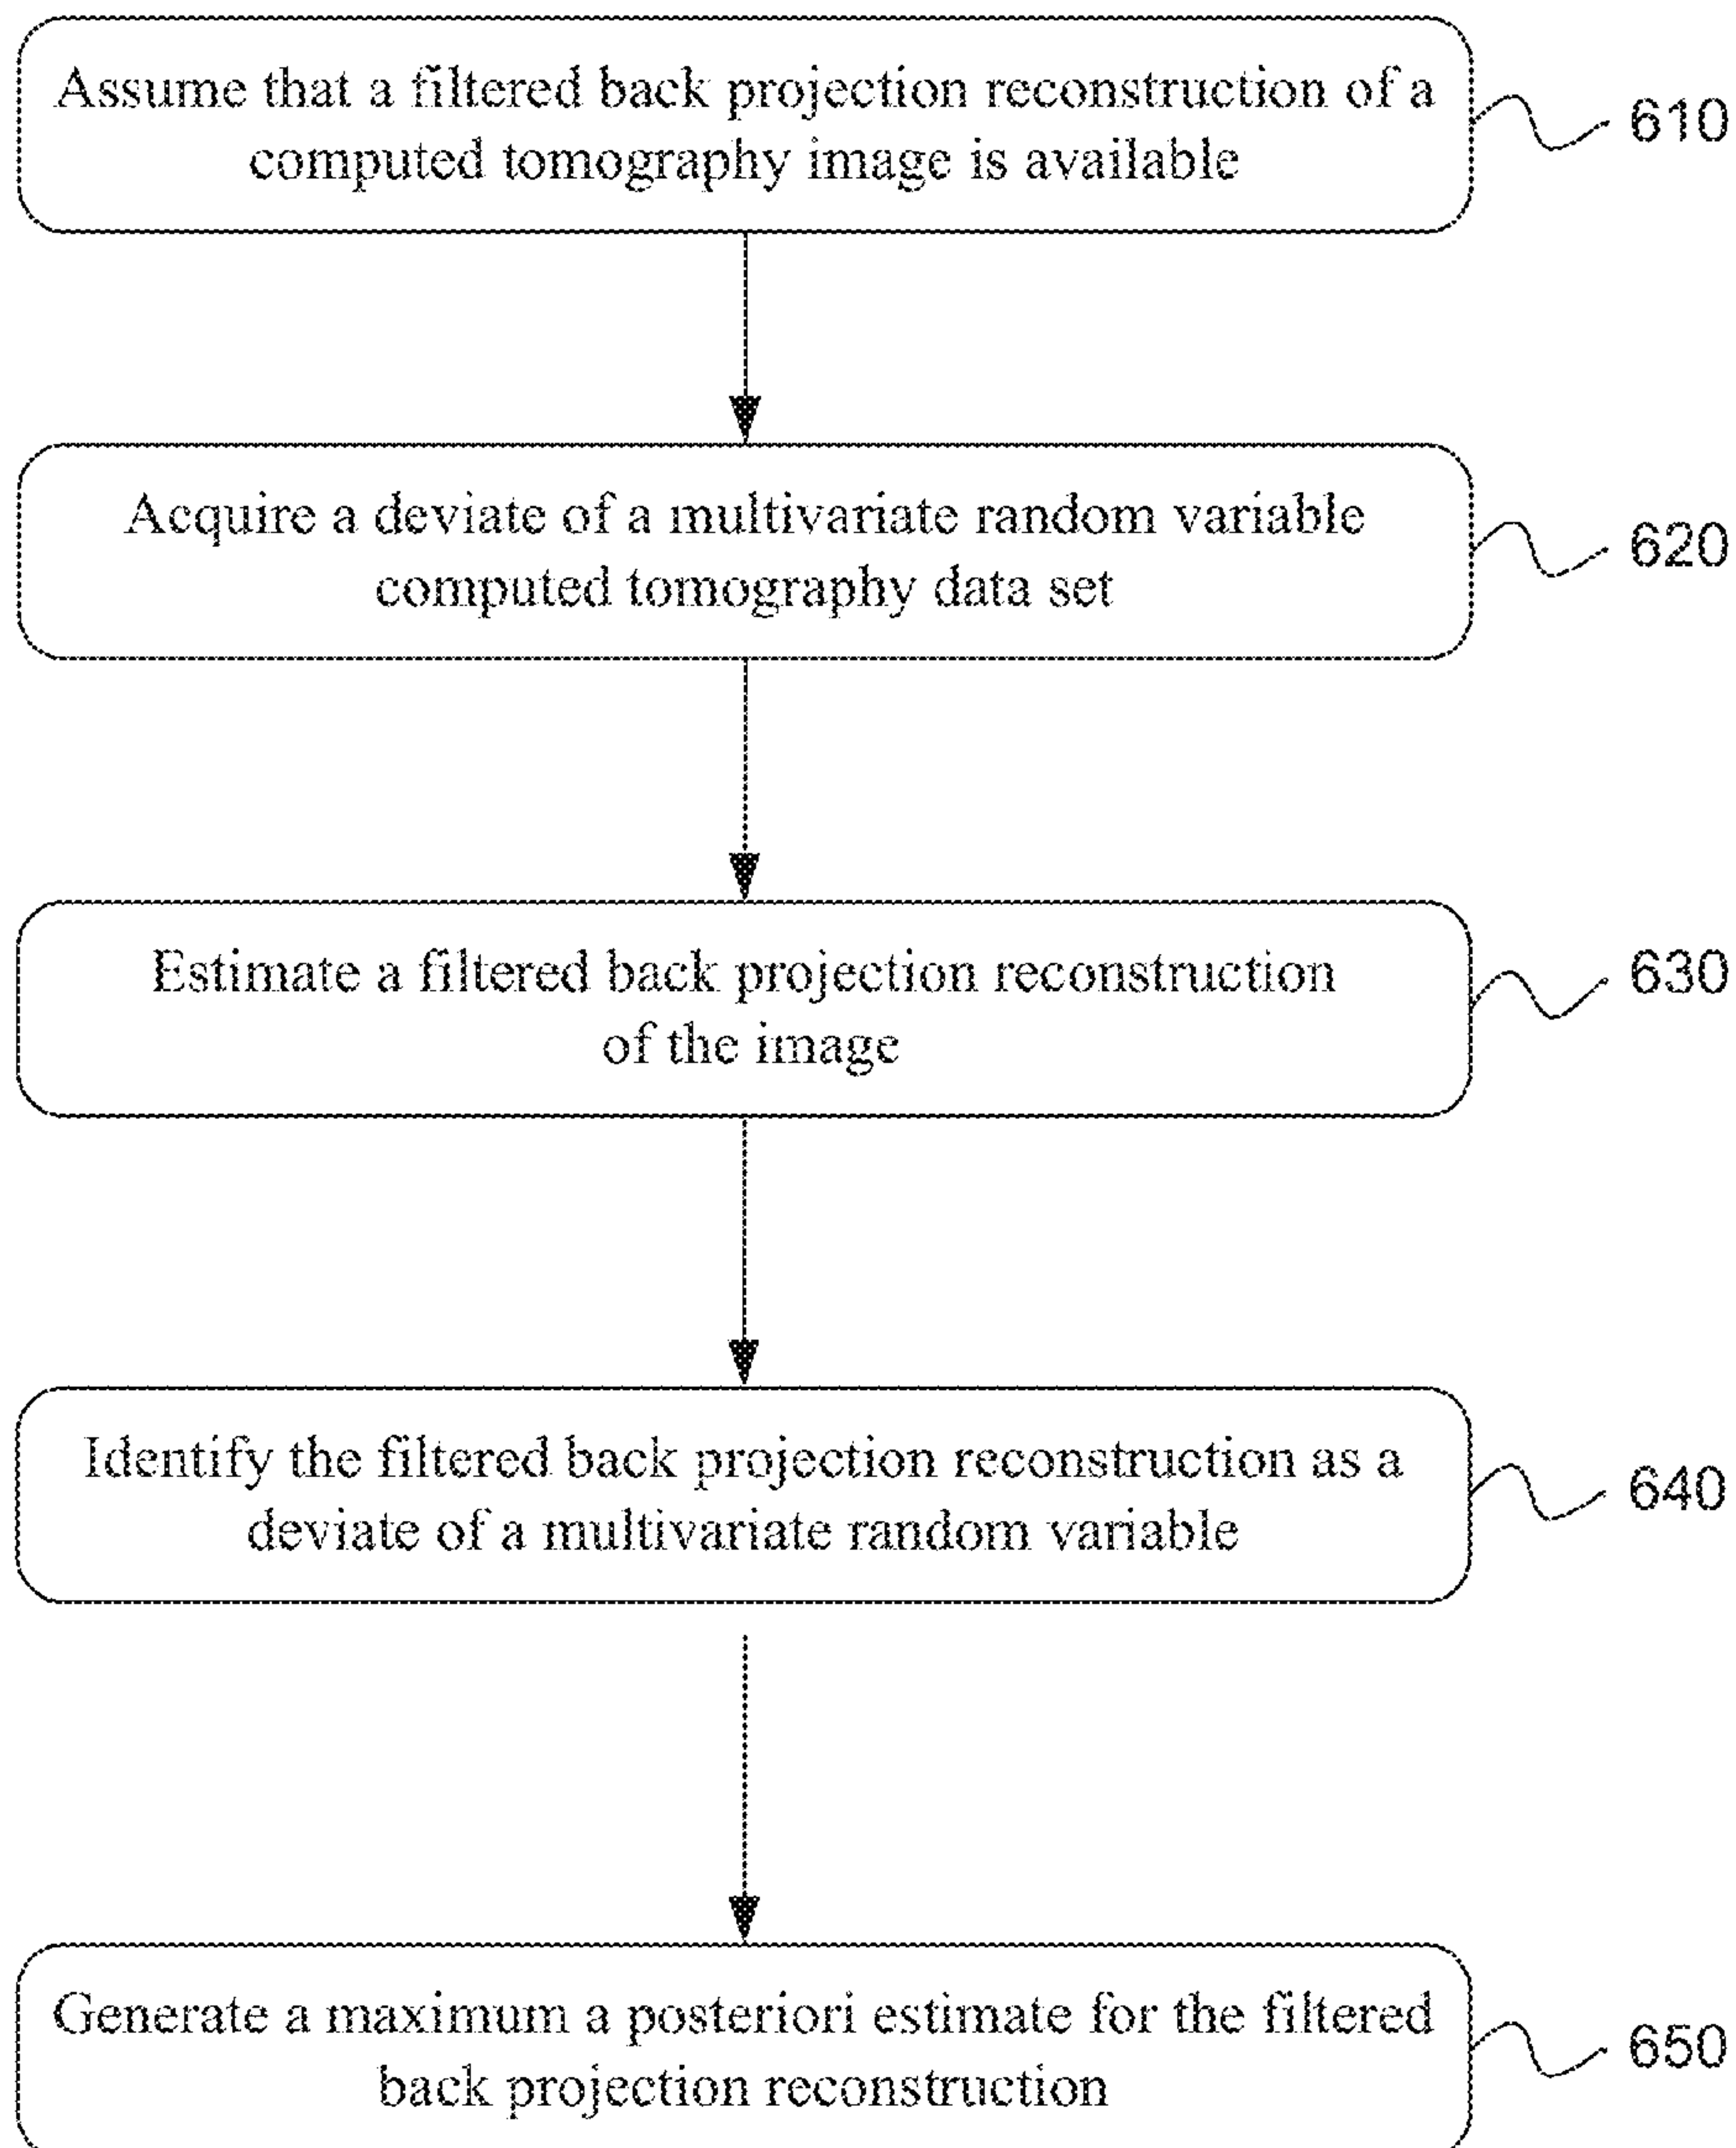 Assume that a filtered back projection reconstruction of a
computed tomography image is available
610
Acquire a deviate of a multivariate random variable
computed tomography data set
620
Estimate a filtered back projection reconstruction
of the image
630
Identify the filtered back projection reconstruction as a
deviate of a multivariate random variable
640
Generate a maximum a posteriori estimate for the filtered
back projection reconstruction
650